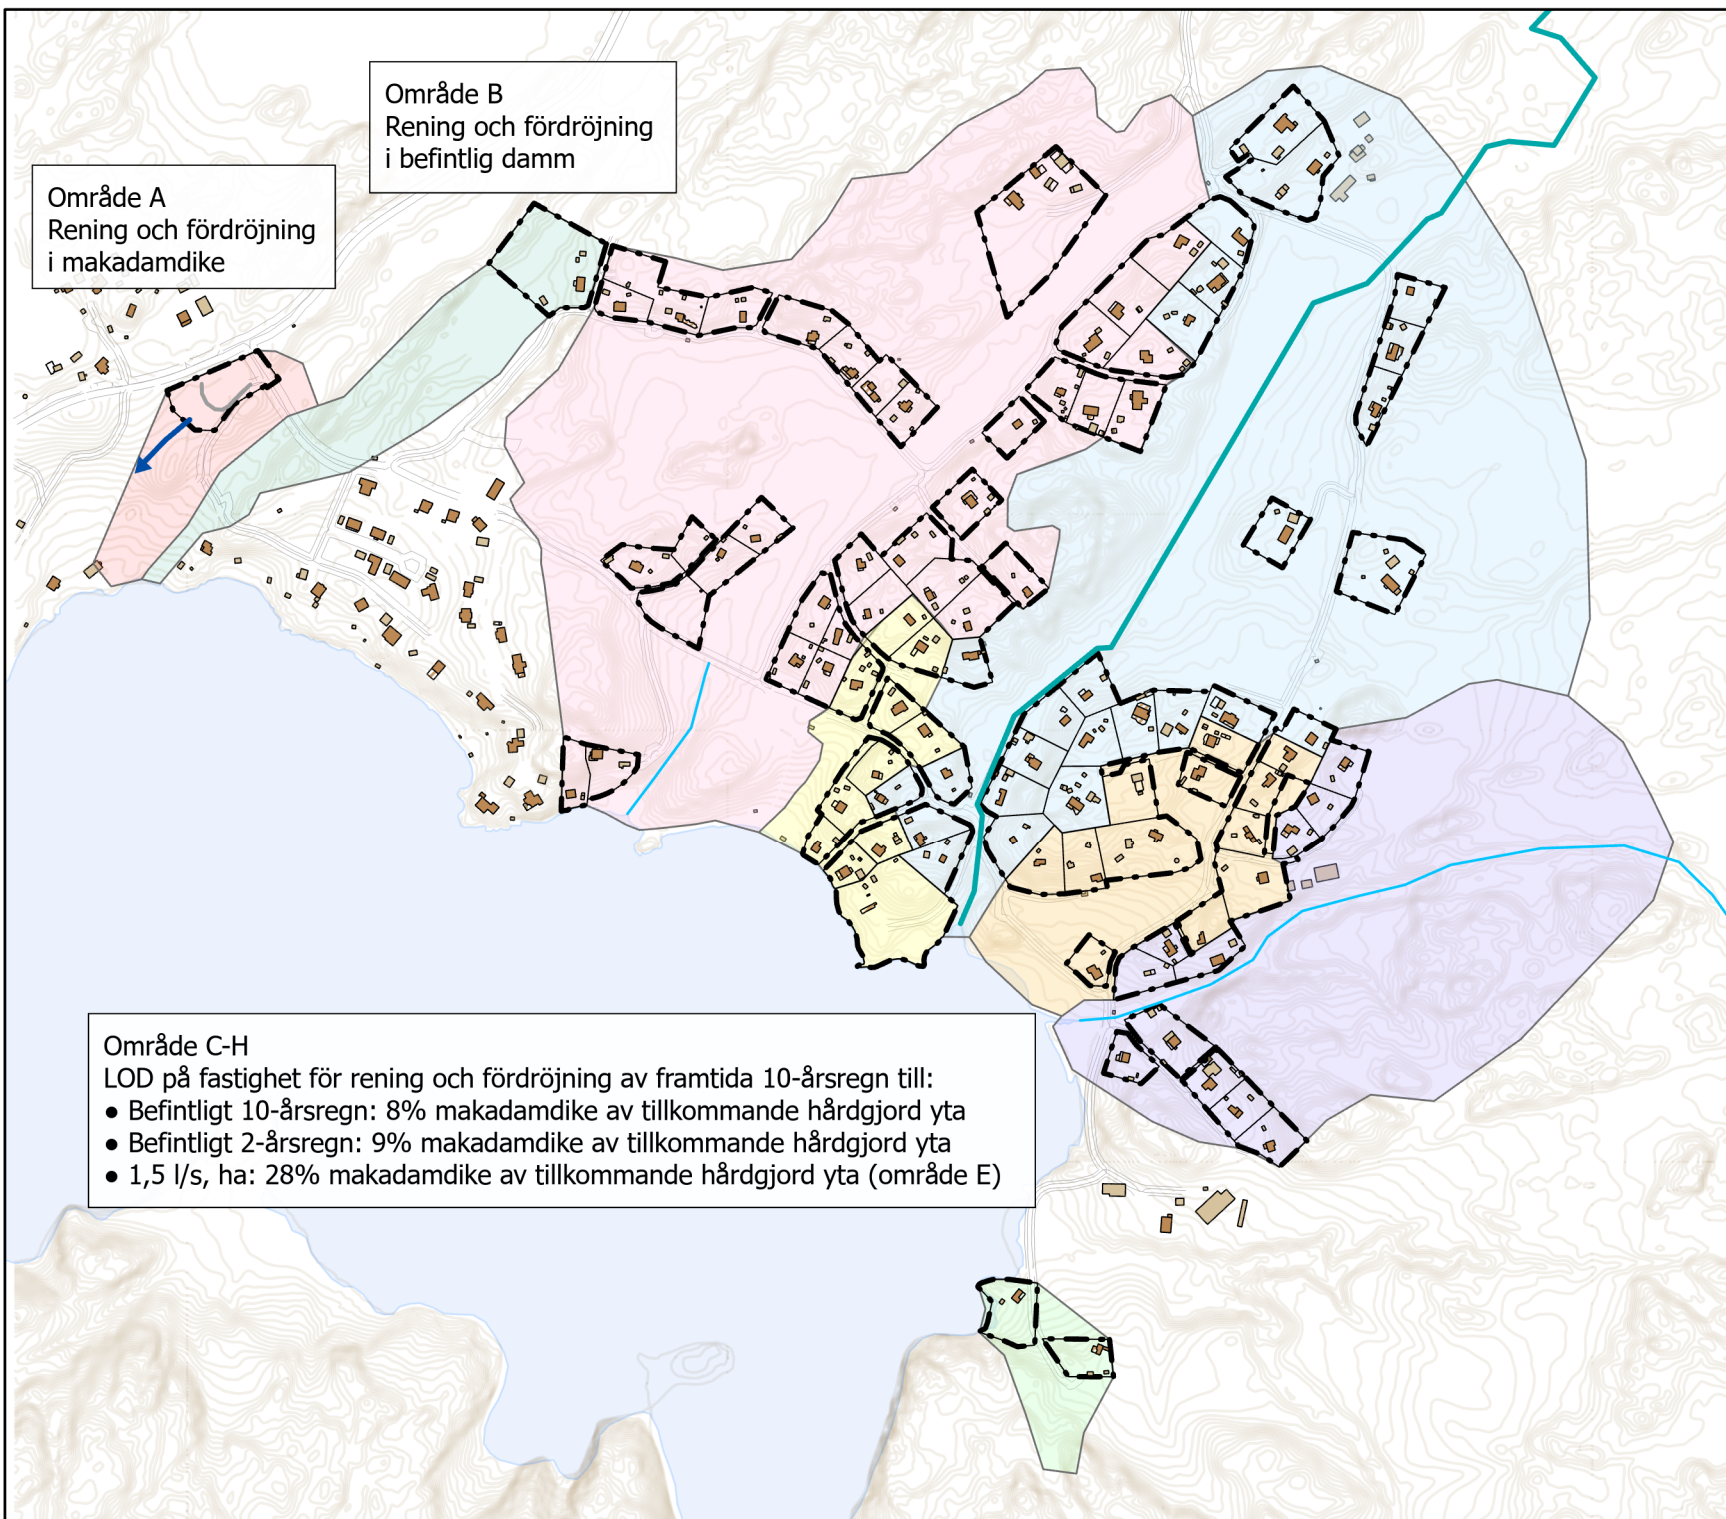 Område B
Rening och fördröjning
i befintlig damm
Område A
Rening och fördröjning
i makadamdike
Område C-H
LOD på fastighet för rening och fördröjning av framtida 10-årsregn till:
● Befintligt 10-årsregn: 8% makadamdike av tillkommande hårdgjord yta
● Befintligt 2-årsregn: 9% makadamdike av tillkommande hårdgjord yta
● 1,5 l/s, ha: 28% makadamdike av tillkommande hårdgjord yta (område E)